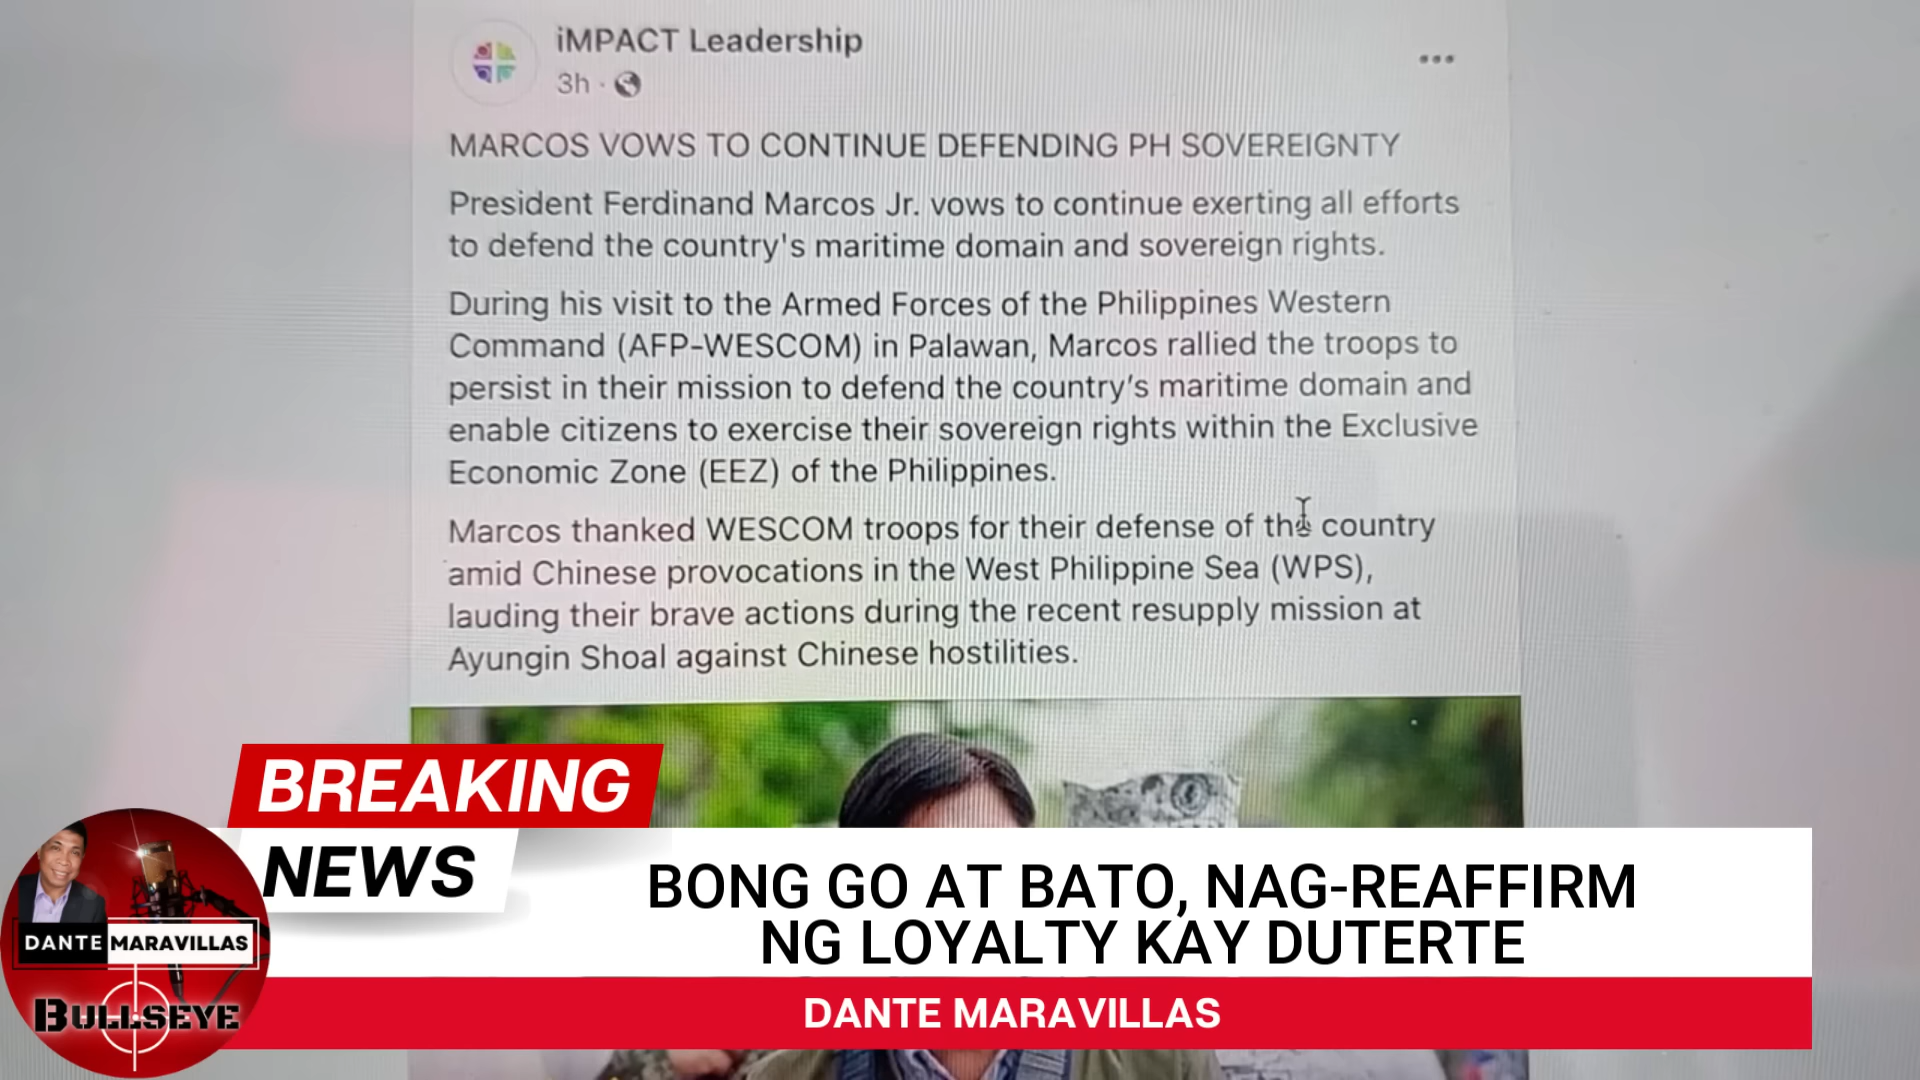 iMPACT Leadership
3h ·
MARCOS VOWS TO CONTINUE DEFENDING PH SOVEREIGNTY
President Ferdinand Marcos Jr. vows to continue exerting all efforts
to defend the country's maritime domain and sovereign rights.
During his visit to the Armed Forces of the Philippines Western
Command (AFP-WESCOM) in Palawan, Marcos rallied the troops to
persist in their mission to defend the country's maritime domain and
enable citizens to exercise their sovereign rights within the Exclusive
Economic Zone (EEZ) of the Philippines.
Marcos thanked WESCOM troops for their defense of the country
amid Chinese provocations in the West Philippine Sea (WPS),
lauding their brave actions during the recent resupply mission at
Ayungin Shoal against Chinese hostilities.
BREAKING
NEWS
BONG GO AT BATO, NAG-REAFFIRM
NG LOYALTY KAY DUTERTE
DANTE MARAVILLAS
DANTE MARAVILLAS
BULLSEYE